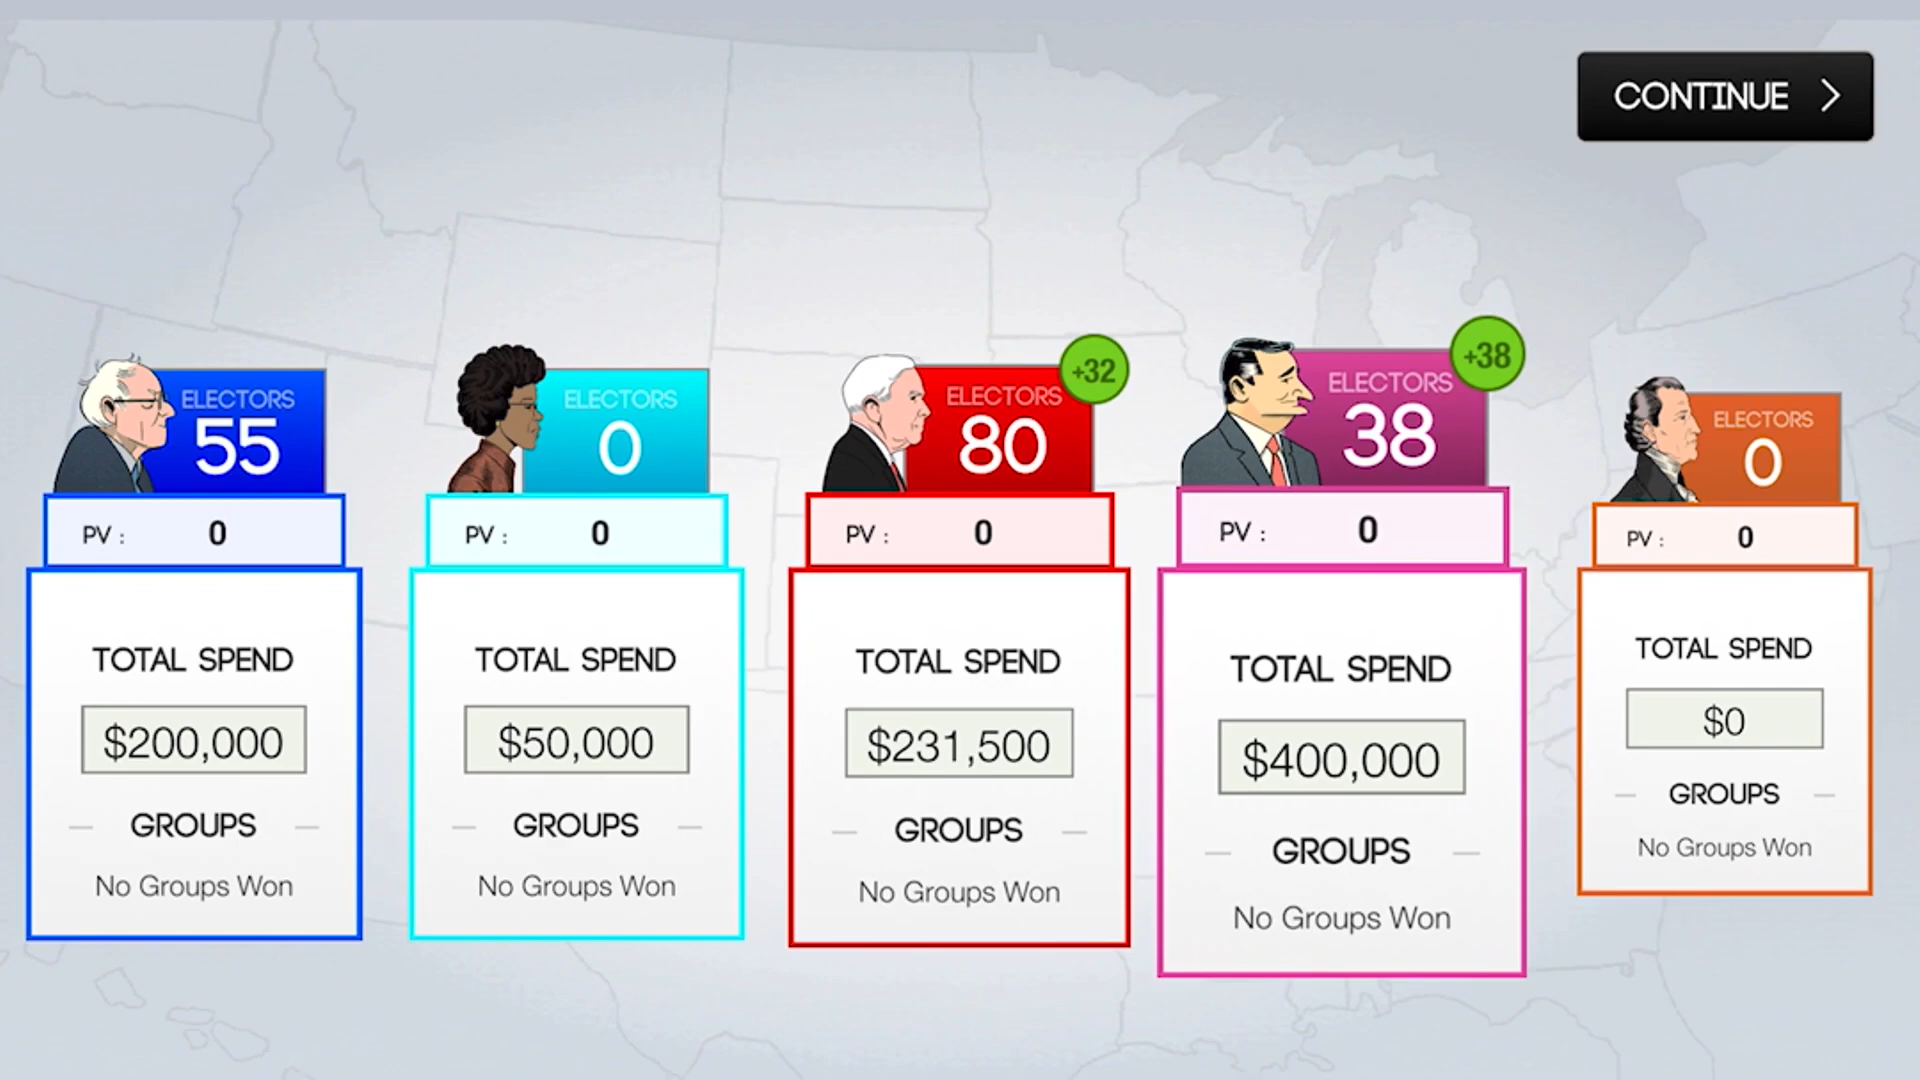 CONTINUE >
ELECTORS
55
PV : 0
TOTAL SPEND
$200,000
GROUPS
No Groups Won
ELECTORS
0
PV : 0
TOTAL SPEND
$50,000
GROUPS
No Groups Won
+32
ELECTORS
80
PV : 0
TOTAL SPEND
$231,500
GROUPS
No Groups Won
+38
ELECTORS
38
PV : 0
TOTAL SPEND
$400,000
GROUPS
No Groups Won
ELECTORS
0
PV : 0
TOTAL SPEND
$0
GROUPS
No Groups Won